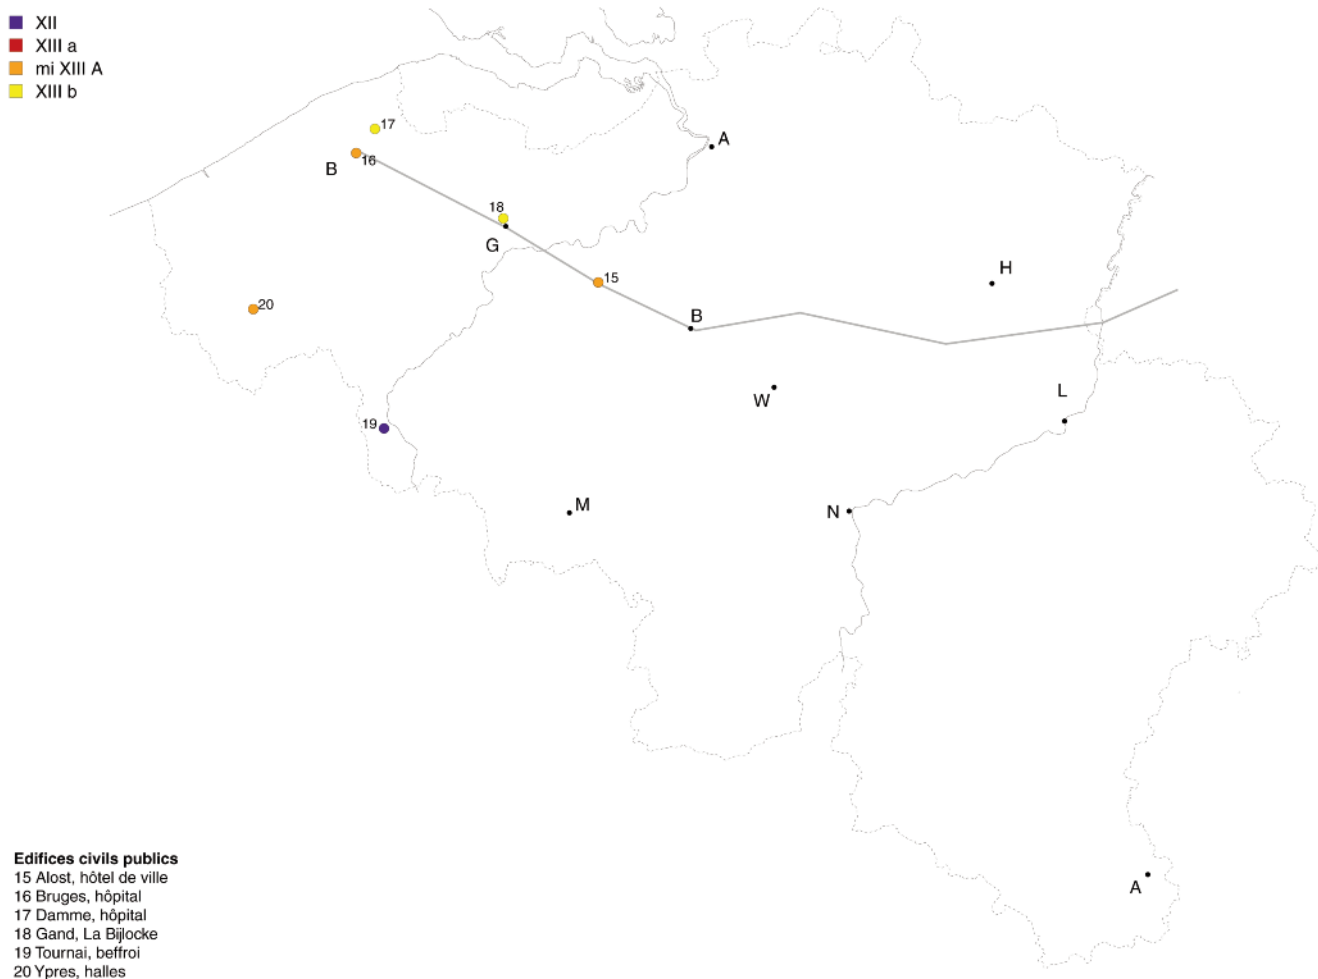 XII
XIII a
mi XIII A
XIII b
17
A
16
B
18
G
15
H
20
B
W
L
19
M
N
A
Edifices civils publics
15 Alost, hôtel de ville
16 Bruges, hôpital
17 Damme, hôpital
18 Gand, La Bijlocke
19 Tournai, beffroi
20 Ypres, halles